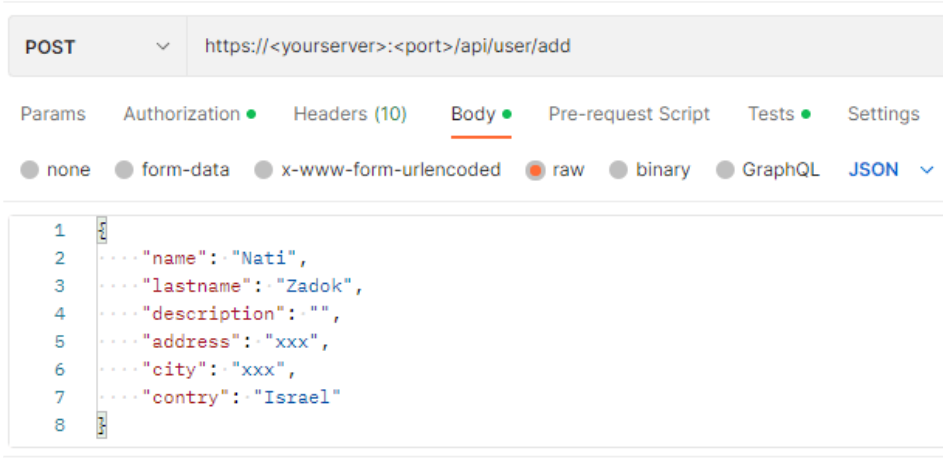 POST https://<yourserver>:<port>/api/user/add
Params Authorization Headers (10) Body Pre-request Script Tests Settings
none form-data x-www-form-urlencoded raw binary GraphQL JSON
1 {
2 "name": "Nati",
3 "lastname": "Zadok",
4 "description": "",
5 "address": "xxx",
6 "city": "xxx",
7 "contry": "Israel"
8 }